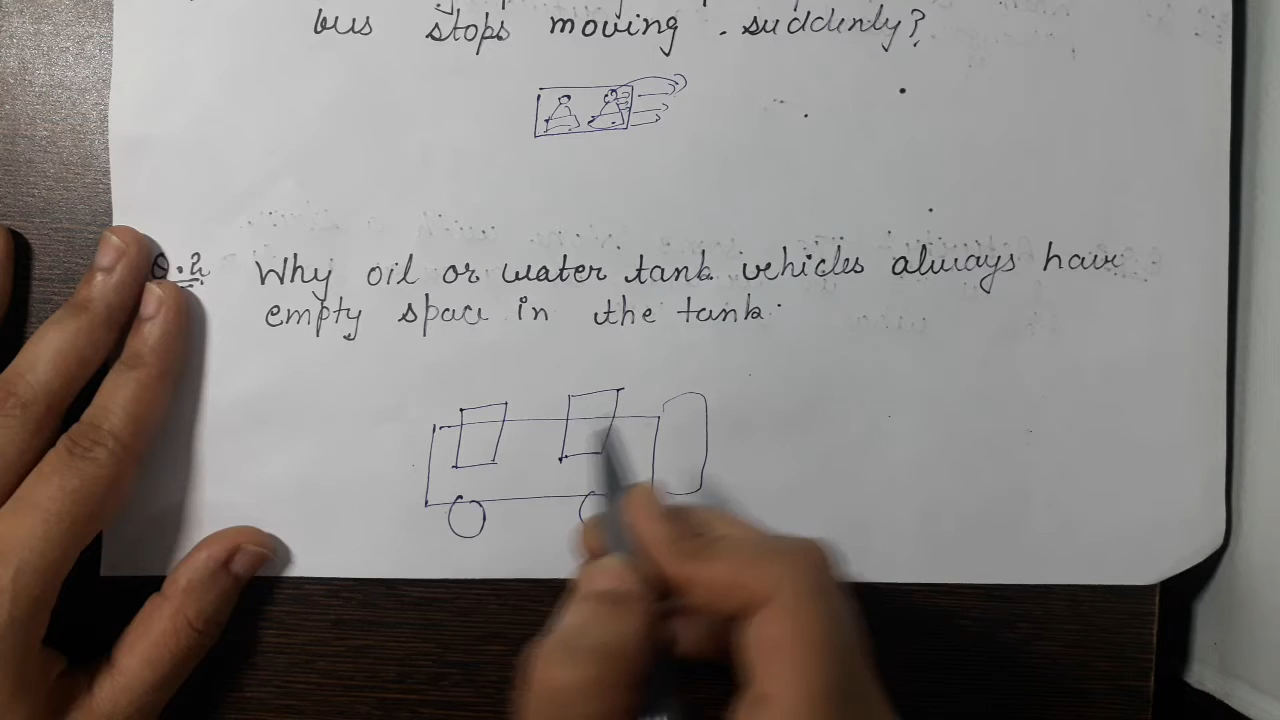 bus stops moving . suddenly?
Q.2 Why oil or water tank vehicles always have
empty space in the tank.